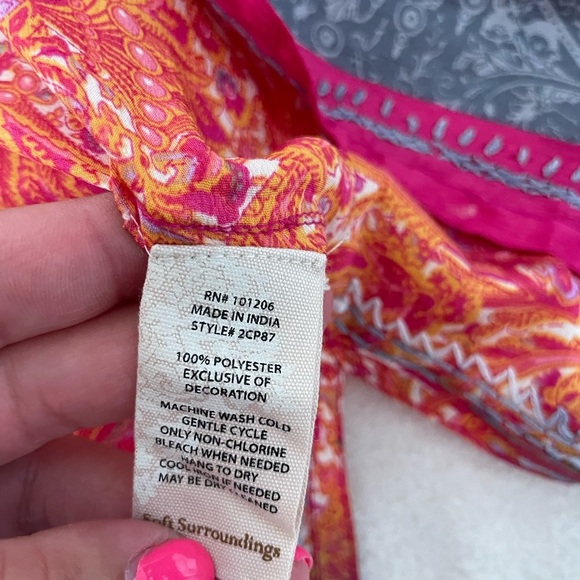 RN# 101206
MADE IN INDIA
STYLE# 2CP87
100% POLYESTER
EXCLUSIVE OF
DECORATION
MACHINE WASH COLD
GENTLE CYCLE
ONLY NON-CHLORINE
BLEACH WHEN NEEDED
HANG TO DRY
COOL IRON IF NEEDED
MAY BE DRY CLEANED
Soft Surroundings